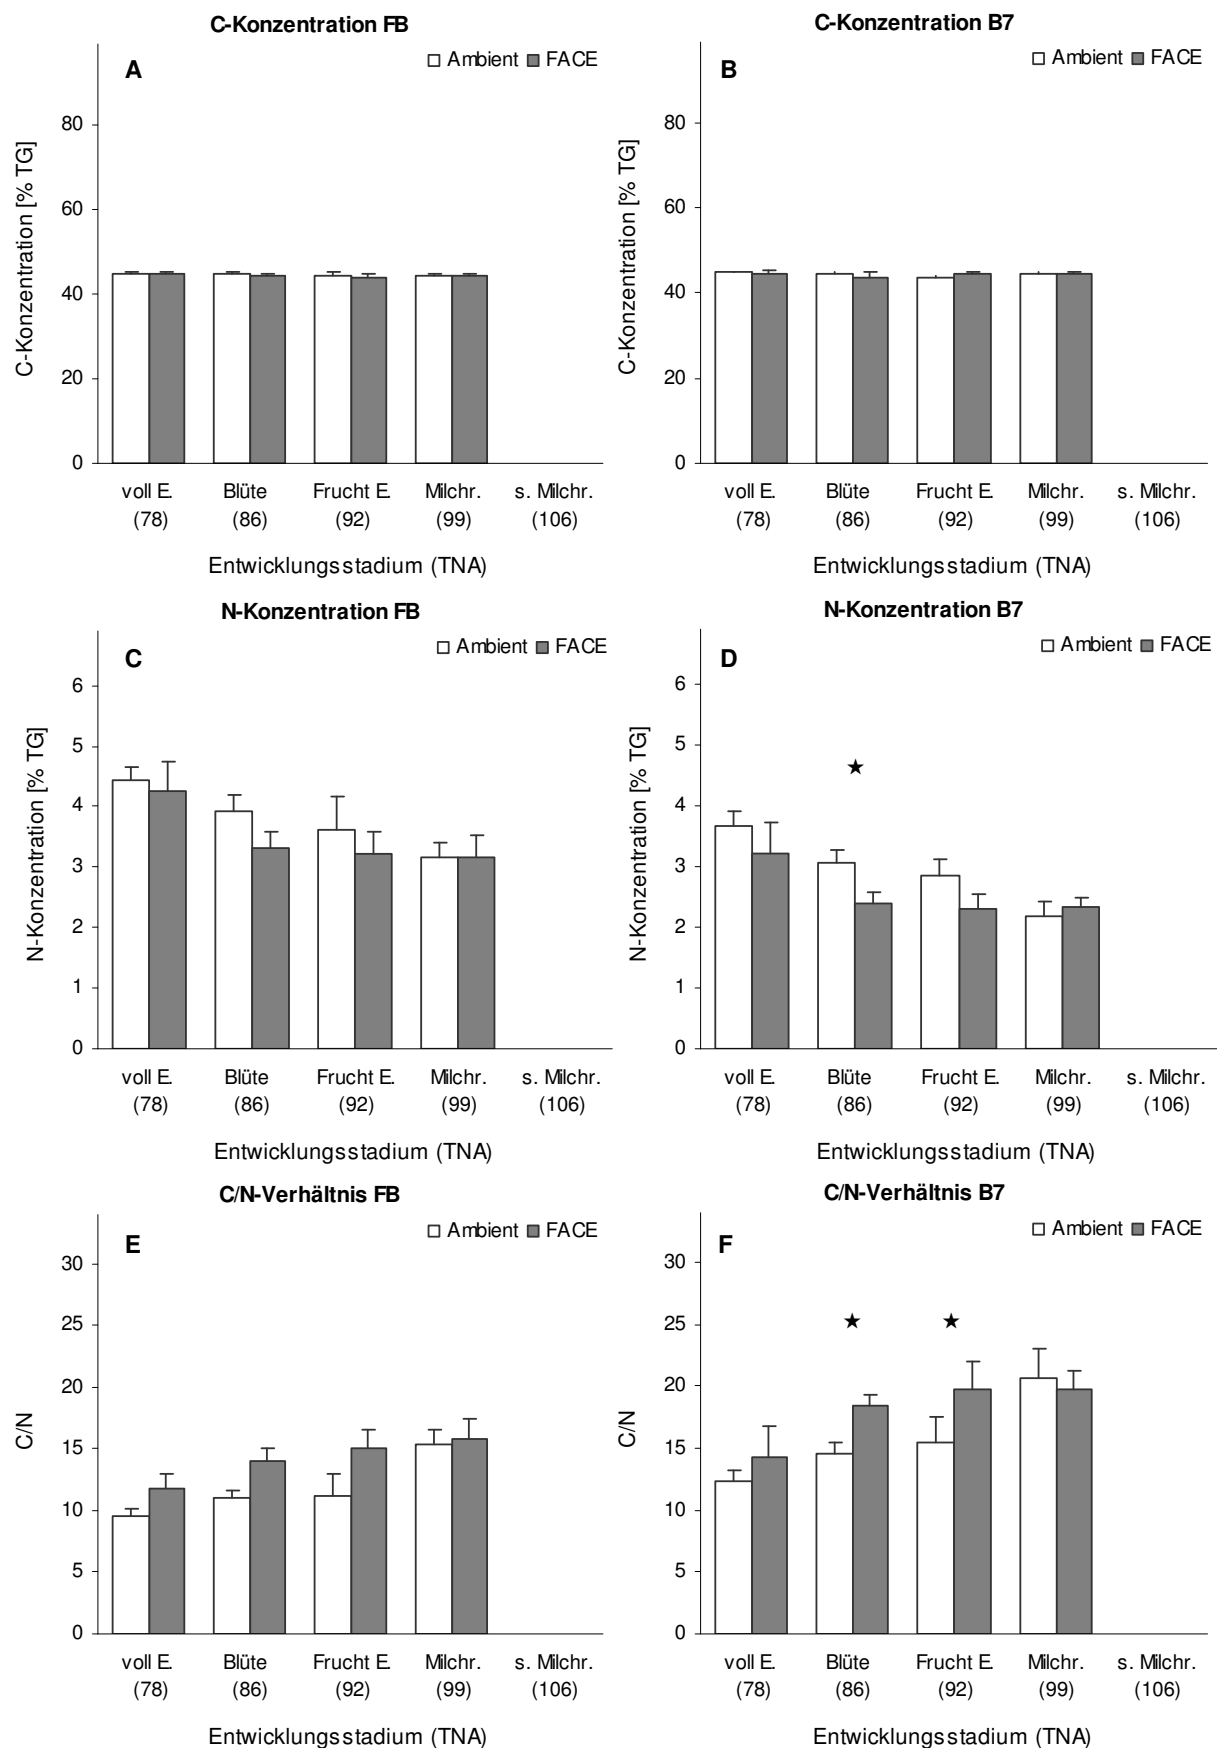 C-Konzentration FB
A
Ambient FACE
C-Konzentration [% TG]
80
60
40
20
0
voll E. Blüte Frucht E. Milchr. s. Milchr.
(78) (86) (92) (99) (106)
Entwicklungsstadium (TNA)
C-Konzentration B7
B
Ambient FACE
C-Konzentration [% TG]
80
60
40
20
0
voll E. Blüte Frucht E. Milchr. s. Milchr.
(78) (86) (92) (99) (106)
Entwicklungsstadium (TNA)
N-Konzentration FB
C
Ambient FACE
N-Konzentration [% TG]
6
5
4
3
2
1
0
voll E. Blüte Frucht E. Milchr. s. Milchr.
(78) (86) (92) (99) (106)
Entwicklungsstadium (TNA)
N-Konzentration B7
D
Ambient FACE
N-Konzentration [% TG]
6
5
★
4
3
2
1
0
voll E. Blüte Frucht E. Milchr. s. Milchr.
(78) (86) (92) (99) (106)
Entwicklungsstadium (TNA)
C/N-Verhältnis FB
E
Ambient FACE
C/N
30
25
20
15
10
5
0
voll E. Blüte Frucht E. Milchr. s. Milchr.
(78) (86) (92) (99) (106)
Entwicklungsstadium (TNA)
C/N-Verhältnis B7
F
Ambient FACE
C/N
30
25
★ ★
20
15
10
5
0
voll E. Blüte Frucht E. Milchr. s. Milchr.
(78) (86) (92) (99) (106)
Entwicklungsstadium (TNA)